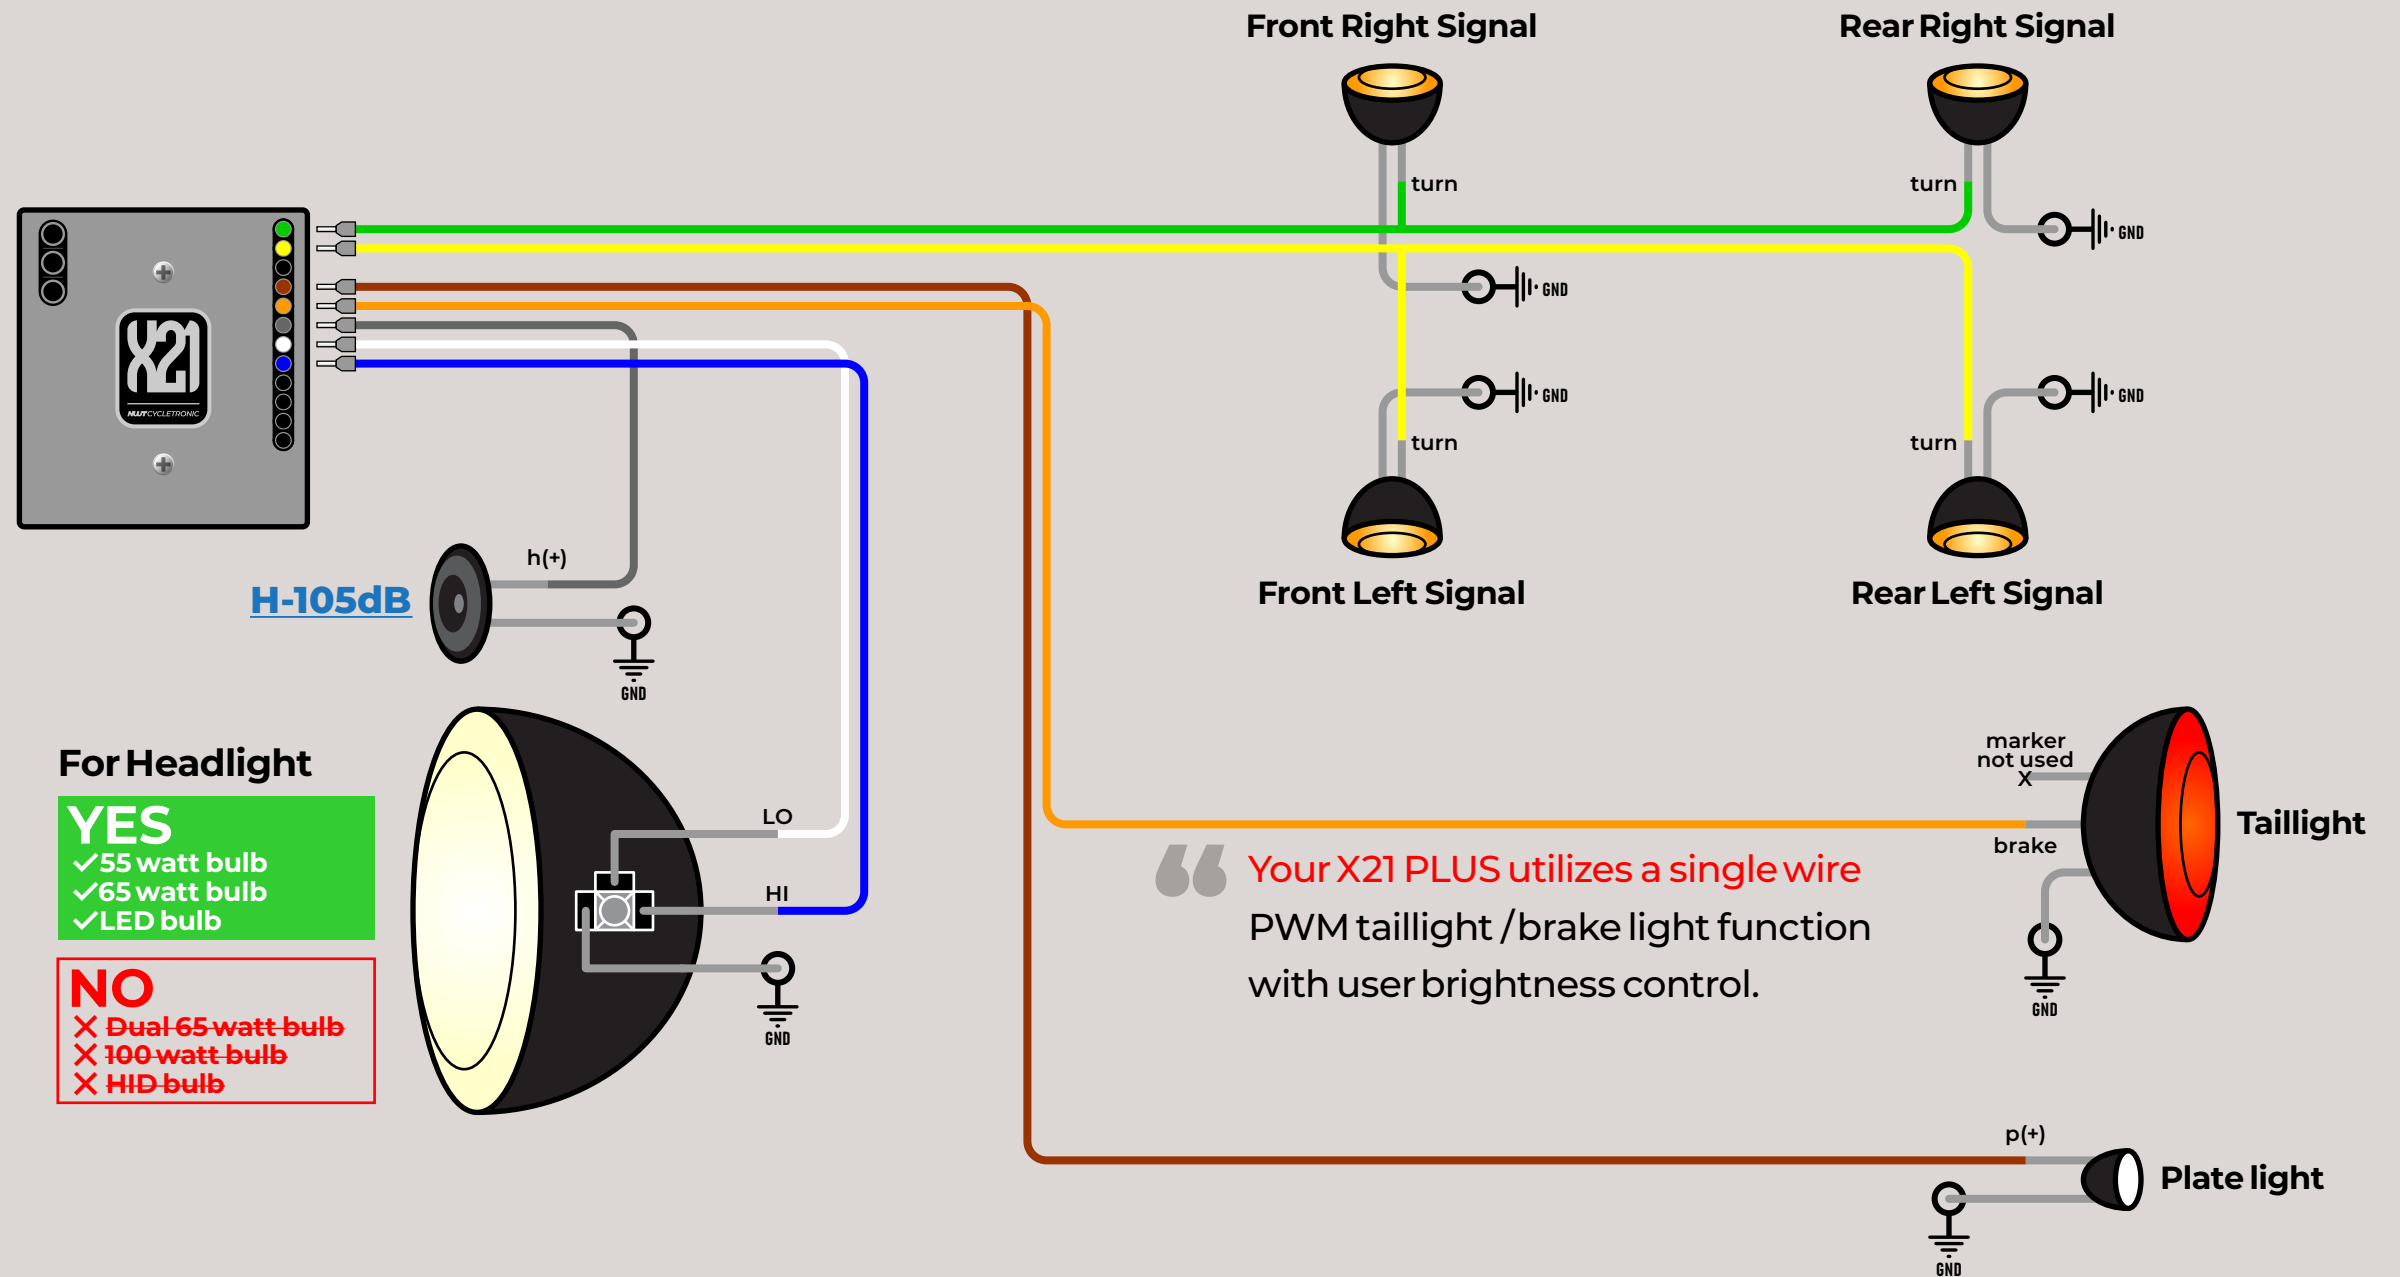 Front Right Signal
Rear Right Signal
turn
turn
GND
GND
X21
NWT CYCLETRONIC
GND
GND
turn
turn
h(+)
H-105dB
GND
Front Left Signal
Rear Left Signal
For Headlight
YES
55 watt bulb
65 watt bulb
LED bulb
NO
Dual 65 watt bulb
100 watt bulb
HID bulb
LO
HI
GND
marker
not used
X
Taillight
brake
GND
“Your X21 PLUS utilizes a single wire
PWM taillight / brake light function
with user brightness control.
p(+)
Plate light
GND